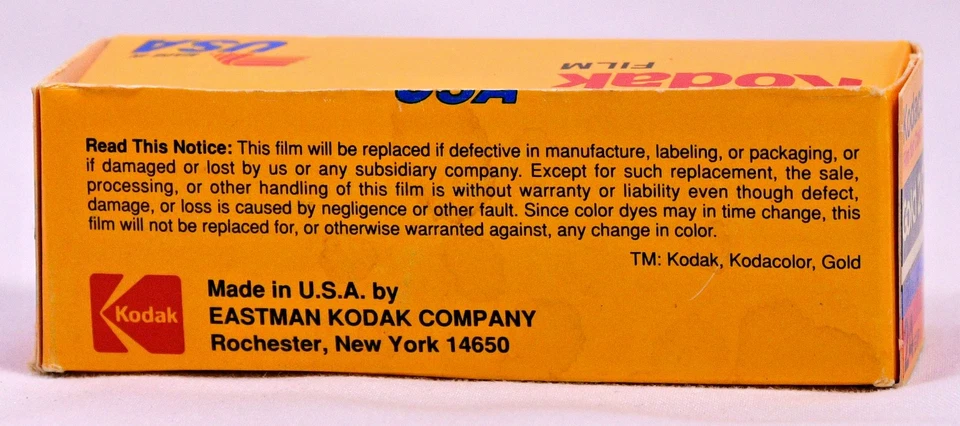 USA
Kodak
FILM
USA
Read This Notice: This film will be replaced if defective in manufacture, labeling, or packaging, or
if damaged or lost by us or any subsidiary company. Except for such replacement, the sale,
processing, or other handling of this film is without warranty or liability even though defect,
damage, or loss is caused by negligence or other fault. Since color dyes may in time change, this
film will not be replaced for, or otherwise warranted against, any change in color.
TM: Kodak, Kodacolor, Gold
Kodak
Made in U.S.A. by
EASTMAN KODAK COMPANY
Rochester, New York 14650